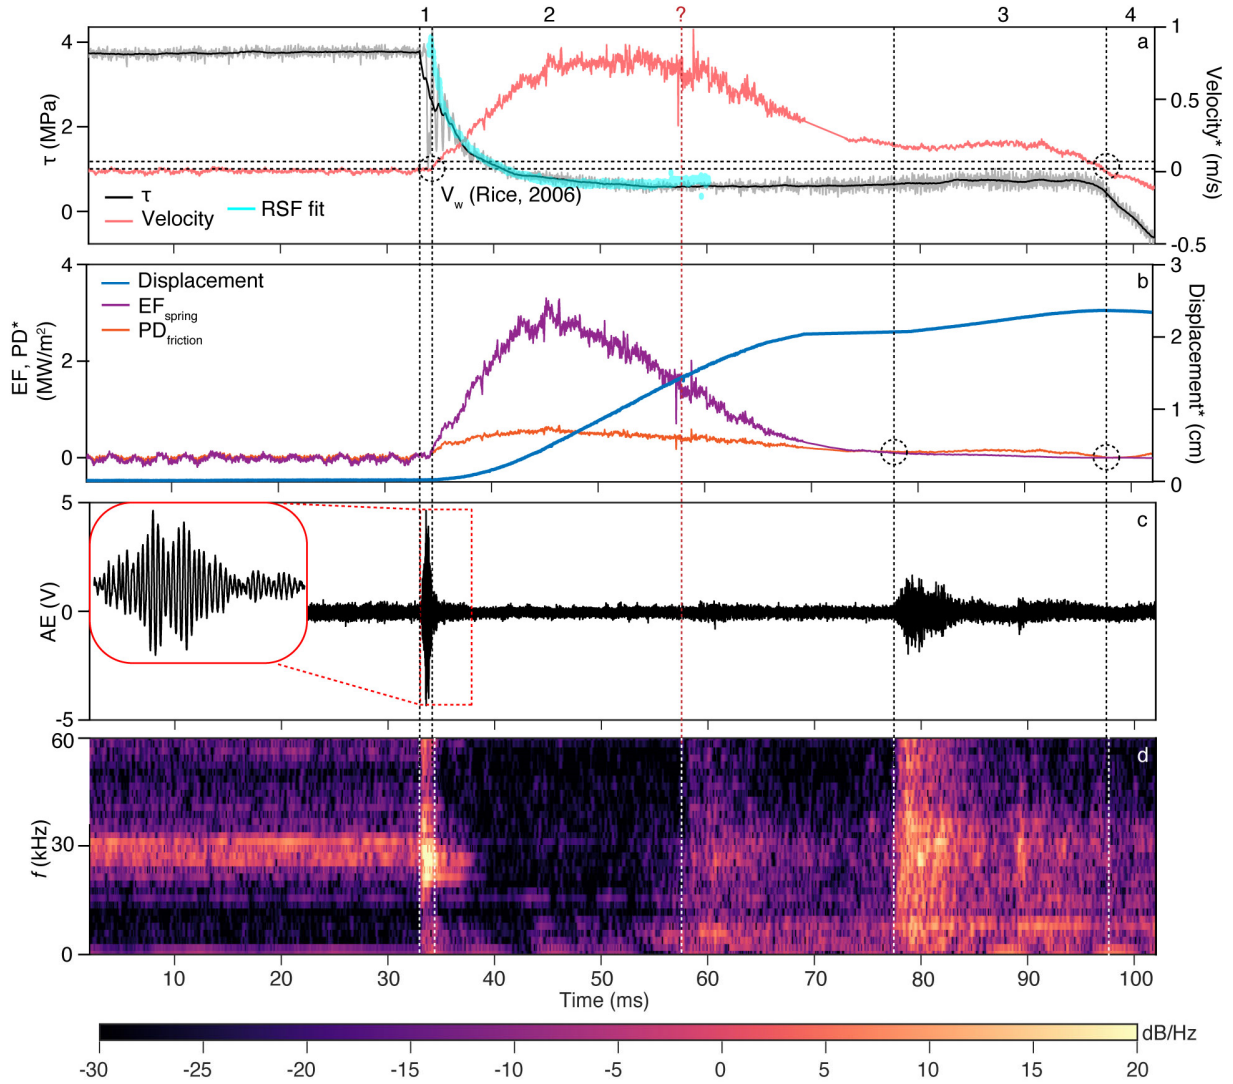 1 2 ? 3 4
a
4
2
0
τ (MPa)
1
0.5
0
-0.5
Velocity* (m/s)
τ
Velocity
RSF fit
V_w (Rice, 2006)
b
4
2
0
EF, PD*
(MW/m²)
3
2
1
0
Displacement*
(cm)
Displacement
EF_spring
PD_friction
c
5
0
-5
AE (V)
d
60
30
0
f (kHz)
10 20 30 40 50 60 70 80 90 100
Time (ms)
dB/Hz
-30 -25 -20 -15 -10 -5 0 5 10 15 20